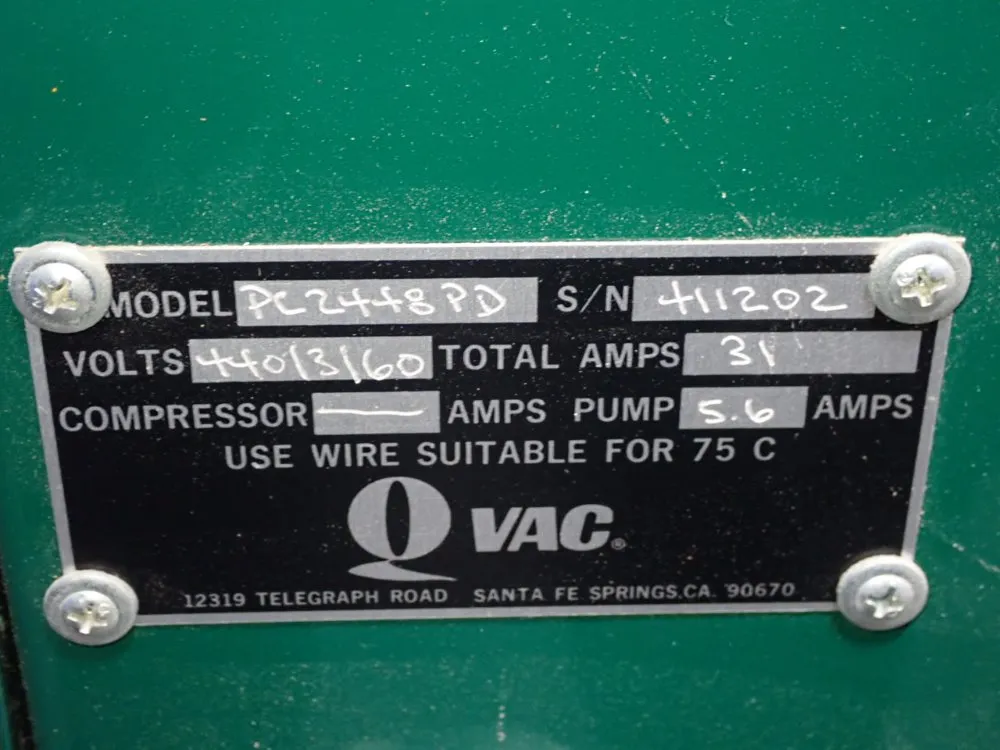 MODEL PC2448PD S/N 411202
VOLTS 440/3/60 TOTAL AMPS 31
COMPRESSOR — AMPS PUMP 5.6 AMPS
USE WIRE SUITABLE FOR 75 C
Q VAC®
12319 TELEGRAPH ROAD SANTA FE SPRINGS, CA. 90670